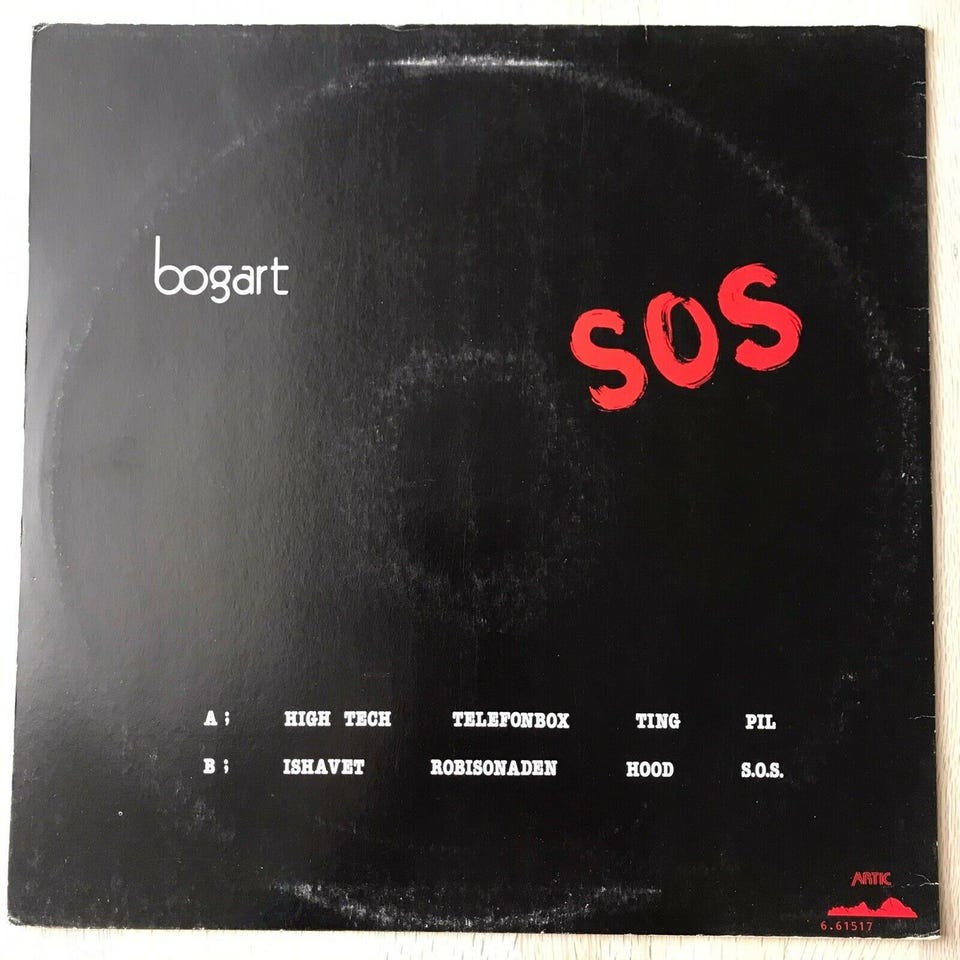 bogart
SOS
A; HIGH TECH TELEFONBOX TING PIL
B; ISHAVET ROBISONADEN HOOD S.O.S.
ARTIC
6.61517